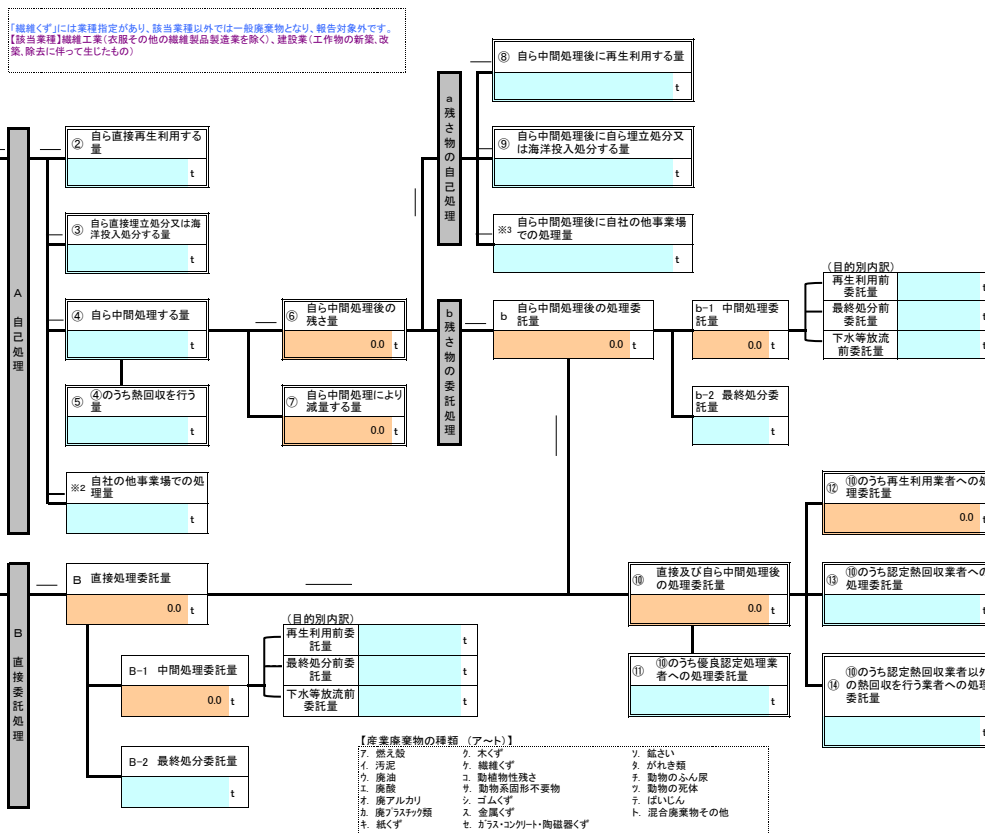 「繊維くず」には業種指定があり、該当業種以外では一般廃棄物となり、報告対象外です。
【該当業種】繊維工業(衣服その他の繊維製品製造業を除く)、建設業(工作物の新築、改
築、除去に伴って生じたもの)
A 自己処理
② 自ら直接再生利用する
量
t
③ 自ら直接埋立処分又は海
洋投入処分する量
t
④ 自ら中間処理する量
t
⑤ ④のうち熱回収を行う
量
t
※2 自社の他事業場での処
理量
t
⑥ 自ら中間処理後の
残さ量
0.0 t
⑦ 自ら中間処理により
減量する量
0.0 t
a 残さ物の自己処理
⑧ 自ら中間処理後に再生利用する量
t
⑨ 自ら中間処理後に自ら埋立処分又
は海洋投入処分する量
t
※3 自ら中間処理後に自社の他事業場
での処理量
t
b 残さ物の委託処理
b 自ら中間処理後の処理委
託量
0.0 t
b-1 中間処理委
託量
0.0 t
b-2 最終処分委
託量
t
(目的別内訳)
再生利用前
委託量
t
最終処分前
委託量
t
下水等放流
前委託量
t
B 直接委託処理
B 直接処理委託量
0.0 t
B-1 中間処理委託量
0.0 t
B-2 最終処分委託量
t
(目的別内訳)
再生利用前委
託量
t
最終処分前委
託量
t
下水等放流前
委託量
t
⑩ 直接及び自ら中間処理後
の処理委託量
0.0 t
⑪ ⑩のうち優良認定処理業
者への処理委託量
t
⑫ ⑩のうち再生利用業者への処
理委託量
0.0 t
⑬ ⑩のうち認定熱回収業者への
処理委託量
t
⑭ ⑩のうち認定熱回収業者以外
の熱回収を行う業者への処理
委託量
t
【産業廃棄物の種類 (ア~ト)】
ア. 燃え殻
イ. 汚泥
ウ. 廃油
エ. 廃酸
オ. 廃アルカリ
カ. 廃プラスチック類
キ. 紙くず
ク. 木くず
ケ. 繊維くず
コ. 動植物性残さ
サ. 動物系固形不要物
シ. ゴムくず
ス. 金属くず
セ. ガラス・コンクリート・陶磁器くず
ソ. 鉱さい
タ. がれき類
チ. 動物のふん尿
ツ. 動物の死体
テ. ばいじん
ト. 混合廃棄物その他